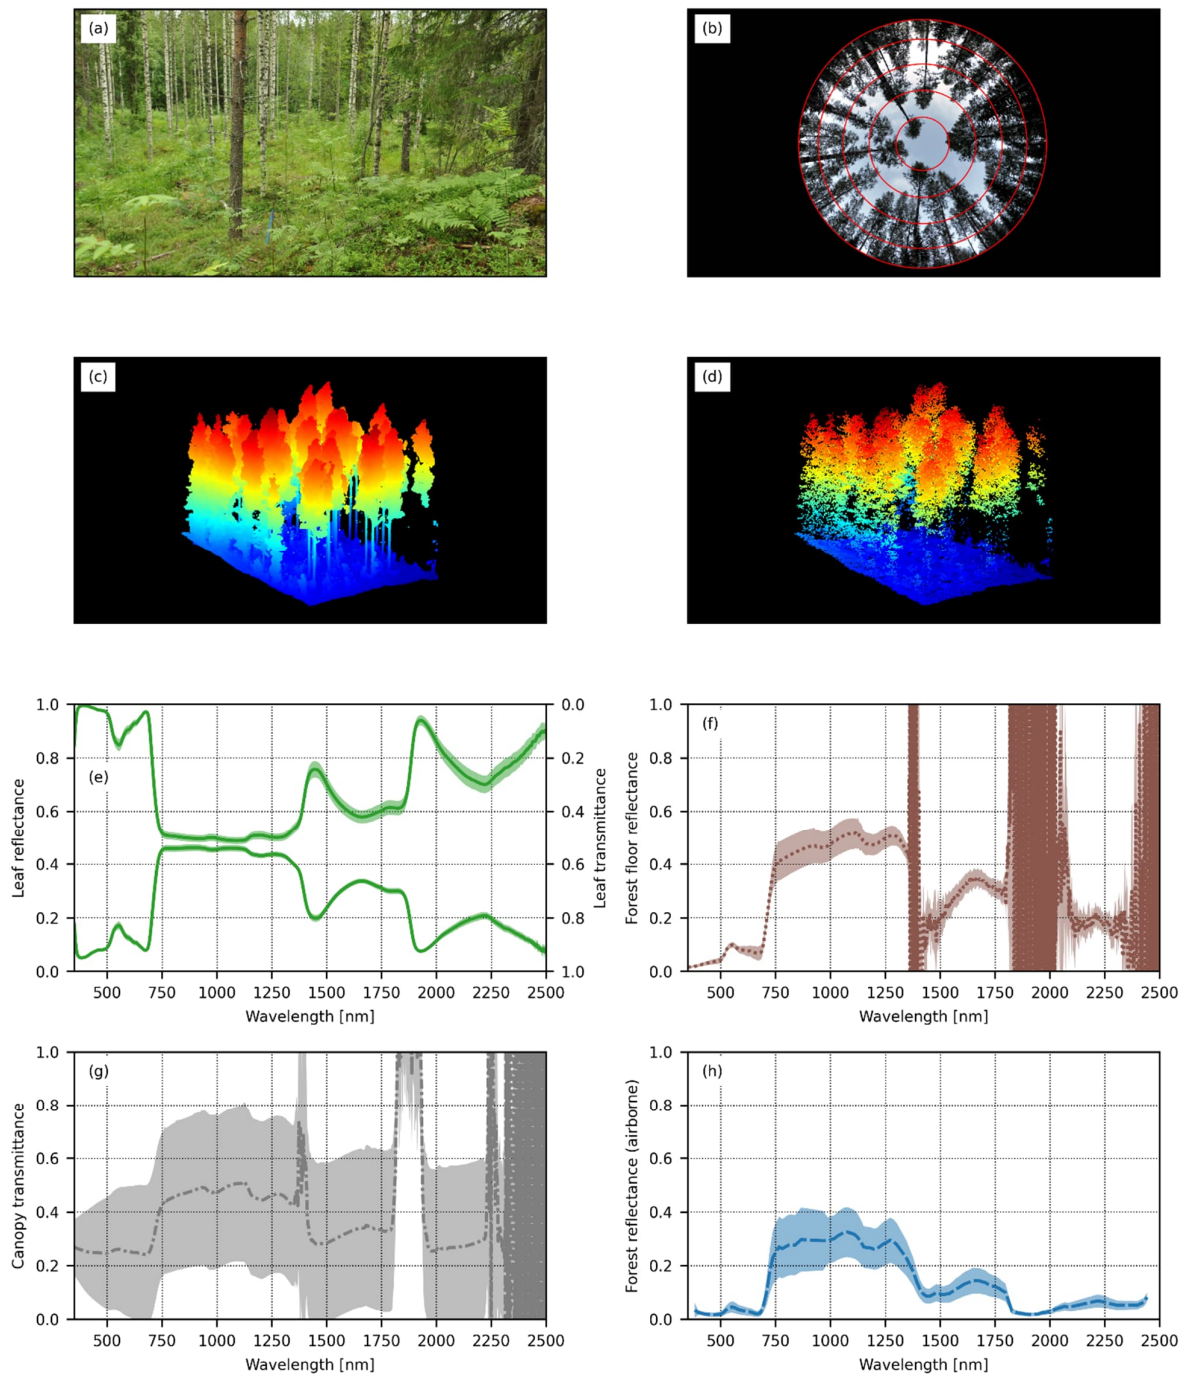 (a)
(b)
(c)
(d)
1.0
0.8
0.6
0.4
0.2
0.0
Leaf reflectance
(e)
0.0
0.2
0.4
0.6
0.8
1.0
Leaf transmittance
500 750 1000 1250 1500 1750 2000 2250 2500
Wavelength [nm]
1.0
0.8
0.6
0.4
0.2
0.0
Forest floor reflectance
(f)
500 750 1000 1250 1500 1750 2000 2250 2500
Wavelength [nm]
1.0
0.8
0.6
0.4
0.2
0.0
Canopy transmittance
(g)
500 750 1000 1250 1500 1750 2000 2250 2500
Wavelength [nm]
1.0
0.8
0.6
0.4
0.2
0.0
Forest reflectance (airborne)
(h)
500 750 1000 1250 1500 1750 2000 2250 2500
Wavelength [nm]